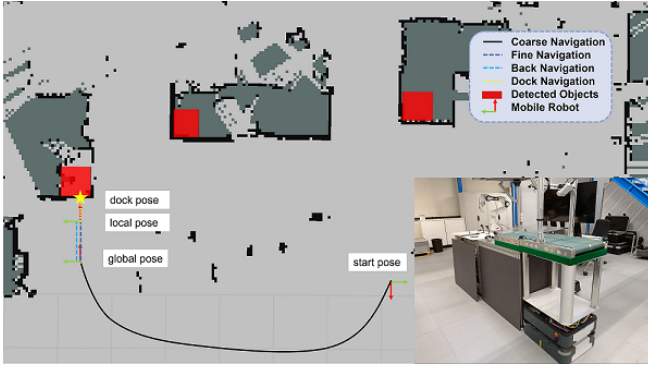 Coarse Navigation
Fine Navigation
Back Navigation
Dock Navigation
Detected Objects
Mobile Robot
dock pose
local pose
global pose
start pose